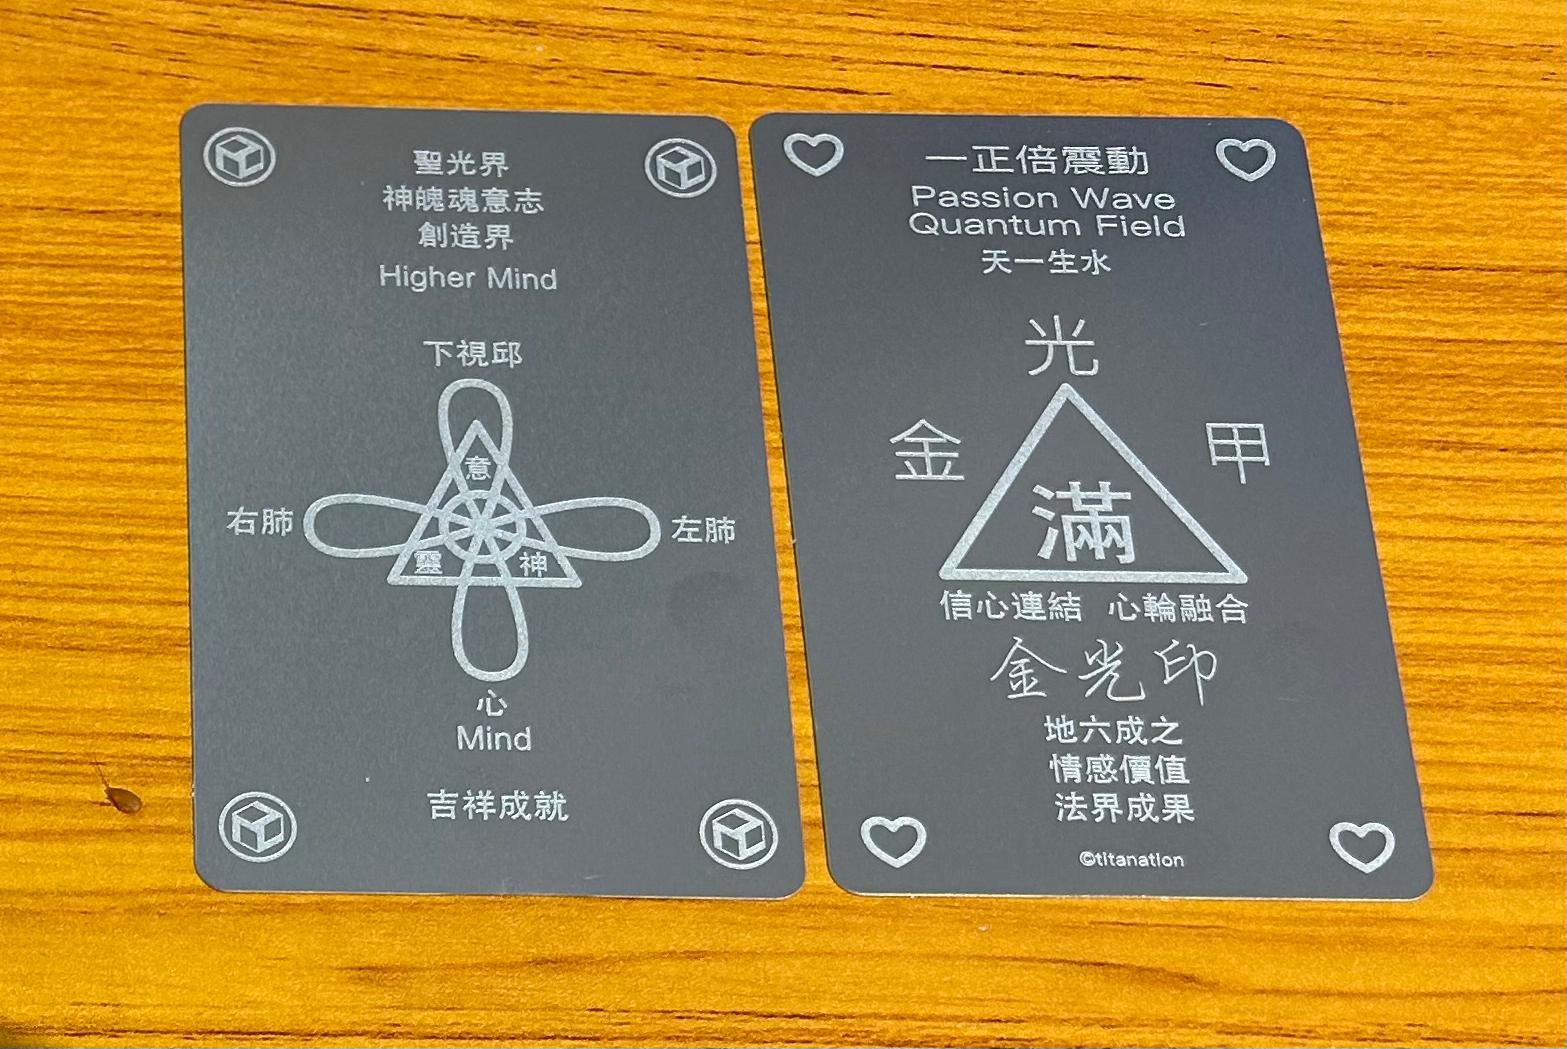 聖光界
神魄魂意志
創造界
Higher Mind
下視邱
意
右肺
左肺
靈
神
心
Mind
吉祥成就
一正倍震動
Passion Wave
Quantum Field
天一生水
光
金
甲
滿
信心連結 心輪融合
金光印
地六成之
情感價值
法界成果
©titanation